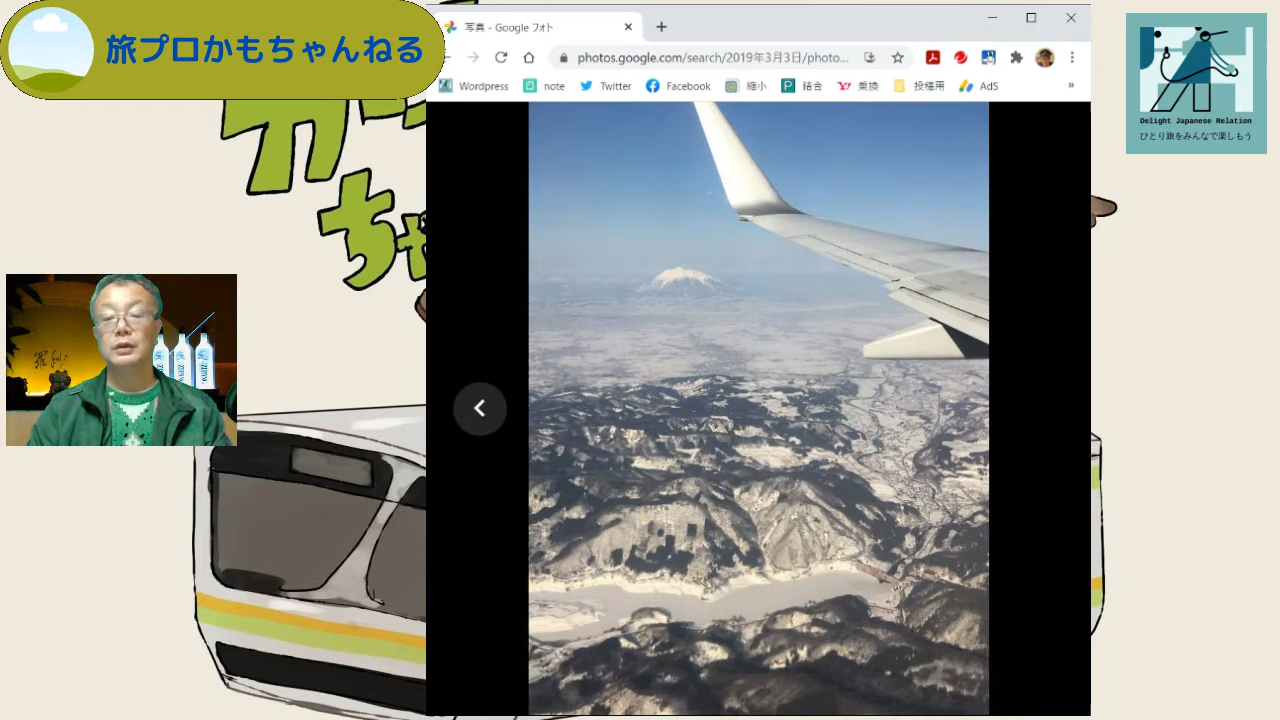 旅プロかもちゃんねる
写真 - Google フォト
photos.google.com/search/2019年3月3日/photo...
Wordpress
note
Twitter
Facebook
縮小
結合
乗換
投稿用
AdS
»
Delight Japanese Relation
ひとり旅をみんなで楽しもう
ちゃ